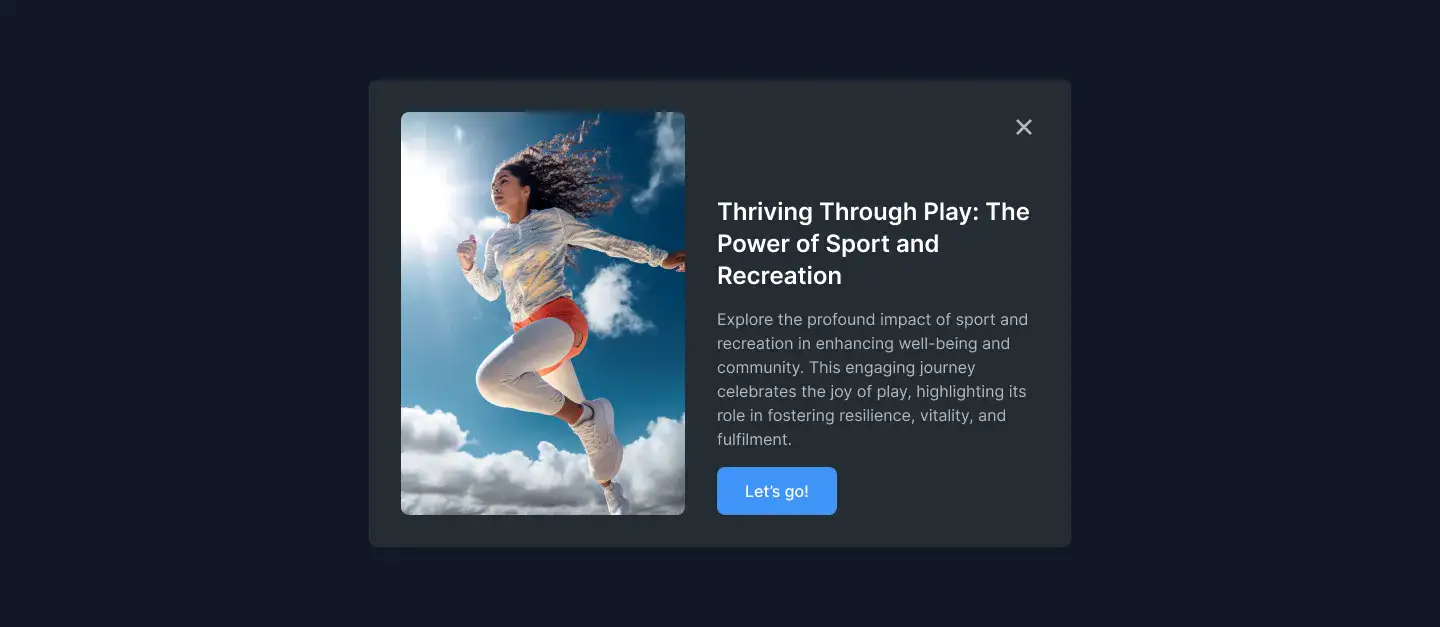 Thriving Through Play: The
Power of Sport and
Recreation
Explore the profound impact of sport and
recreation in enhancing well-being and
community. This engaging journey
celebrates the joy of play, highlighting its
role in fostering resilience, vitality, and
fulfilment.
Let’s go!